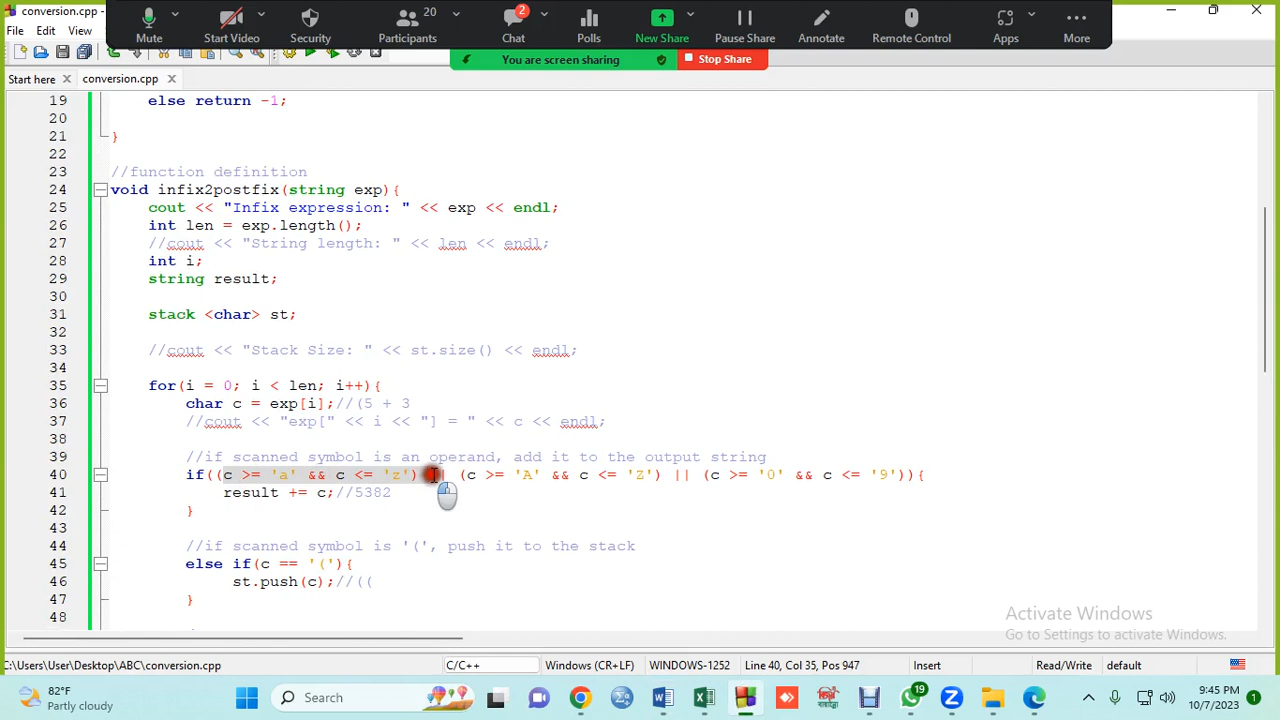 conversion.cpp -
Mute
Start Video
Security
20
Participants
2
Chat
Polls
New Share
Pause Share
Annotate
Remote Control
Apps
More
File Edit View
You are screen sharing
Stop Share
Start here
conversion.cpp
19 else return -1;
20
21 }
22
23 //function definition
24 void infix2postfix(string exp){
25 cout << "Infix expression: " << exp << endl;
26 int len = exp.length();
27 //cout << "String length: " << len << endl;
28 int i;
29 string result;
30
31 stack <char> st;
32
33 //cout << "Stack Size: " << st.size() << endl;
34
35 for(i = 0; i < len; i++){
36 char c = exp[i];//(5 + 3
37 //cout << "exp[" << i << "] = " << c << endl;
38
39 //if scanned symbol is an operand, add it to the output string
40 if((c >= 'a' && c <= 'z') || (c >= 'A' && c <= 'Z') || (c >= '0' && c <= '9')){
41 result += c;//5382
42 }
43
44 //if scanned symbol is '(', push it to the stack
45 else if(c == '('){
46 st.push(c);//((
47 }
48
Activate Windows
Go to Settings to activate Windows.
C:\Users\User\Desktop\ABC\conversion.cpp
C/C++
Windows (CR+LF)
WINDOWS-1252
Line 40, Col 35, Pos 947
Insert
Read/Write
default
82°F
Partly cloudy
Search
19
9:45 PM
10/7/2023
1